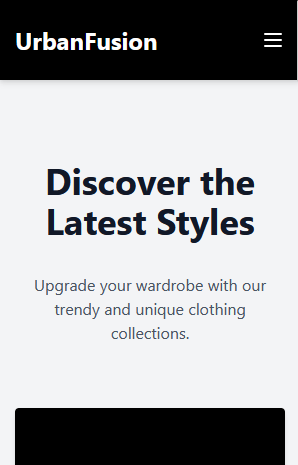 UrbanFusion
Discover the
Latest Styles
Upgrade your wardrobe with our
trendy and unique clothing
collections.